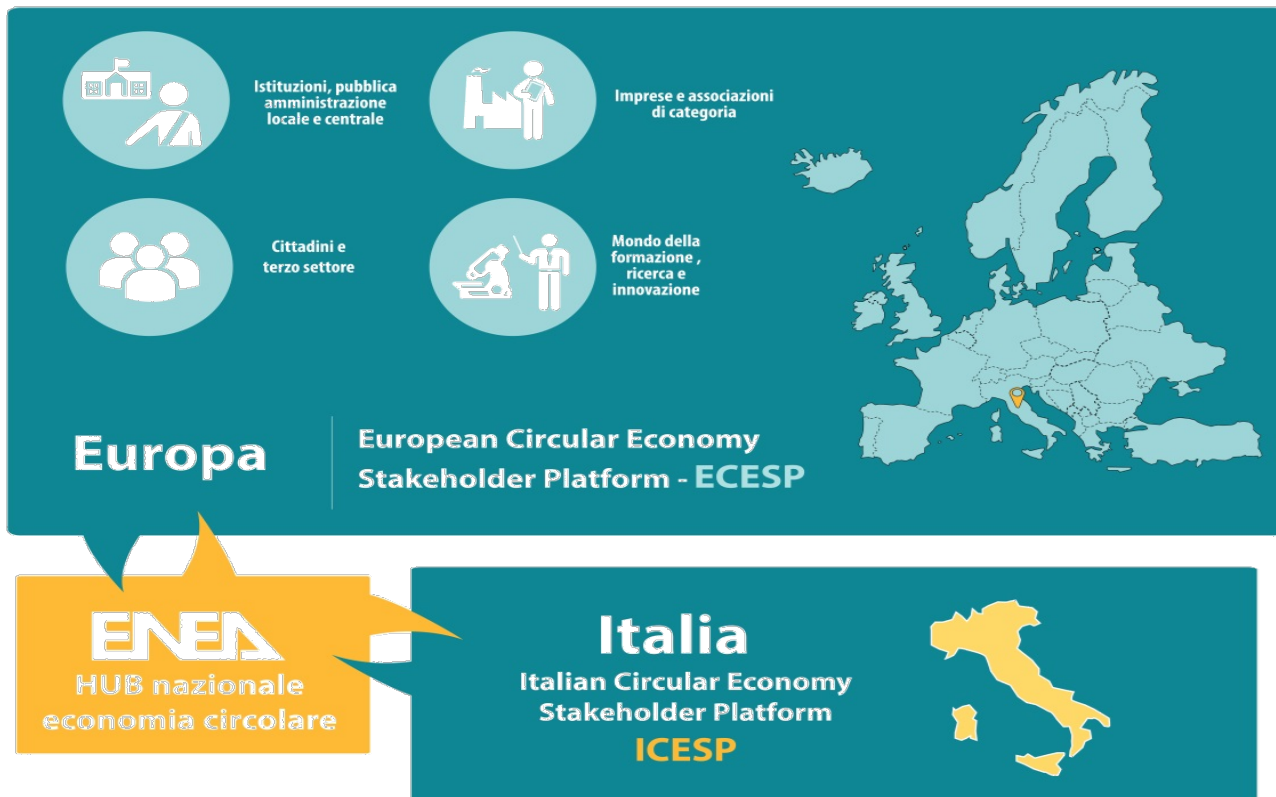 Istituzioni, pubblica
amministrazione
locale e centrale
Imprese e associazioni
di categoria
Cittadini e
terzo settore
Mondo della
formazione ,
ricerca e
innovazione
Europa
European Circular Economy
Stakeholder Platform - ECESP
ENEA
HUB nazionale
economia circolare
Italia
Italian Circular Economy
Stakeholder Platform
ICESP